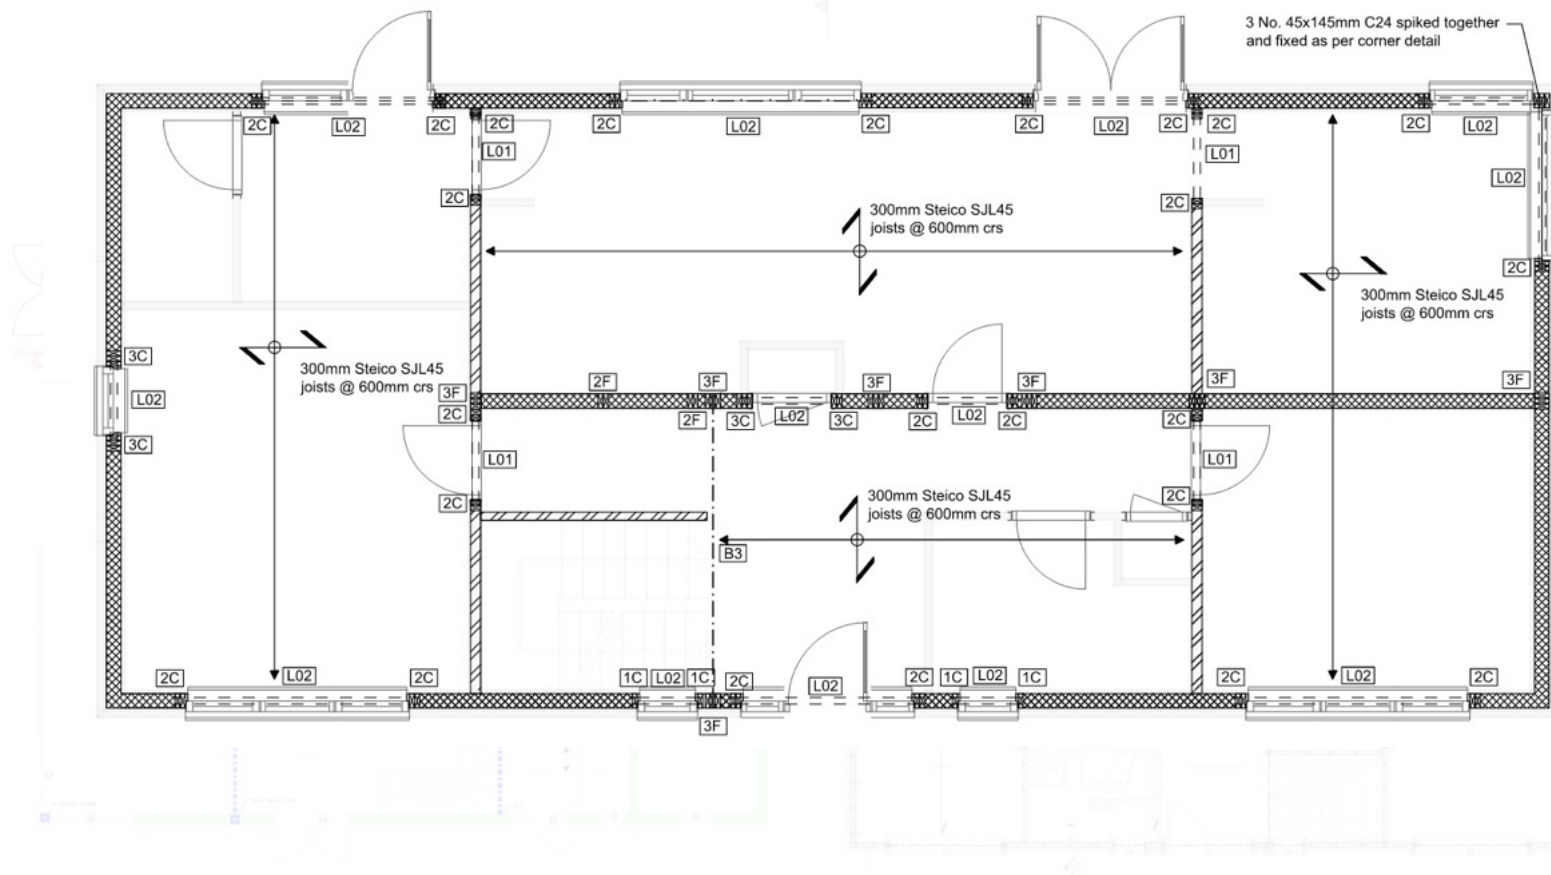 3 No. 45x145mm C24 spiked together
and fixed as per corner detail
2C
L02
2C
2C
2C
L02
2C
2C
L02
2C
2C
2C
L02
L01
L01
L02
2C
2C
300mm Steico SJL45
joists @ 600mm crs
2C
300mm Steico SJL45
joists @ 600mm crs
3C
300mm Steico SJL45
joists @ 600mm crs
L02
3F
2F
3F
3F
3F
3F
3F
2C
2F
3C
L02
3C
2C
L02
2C
2C
3C
L01
L01
2C
2C
300mm Steico SJL45
joists @ 600mm crs
B3
2C
L02
2C
1C
L02
1C
2C
L02
2C
1C
L02
1C
2C
L02
2C
3F